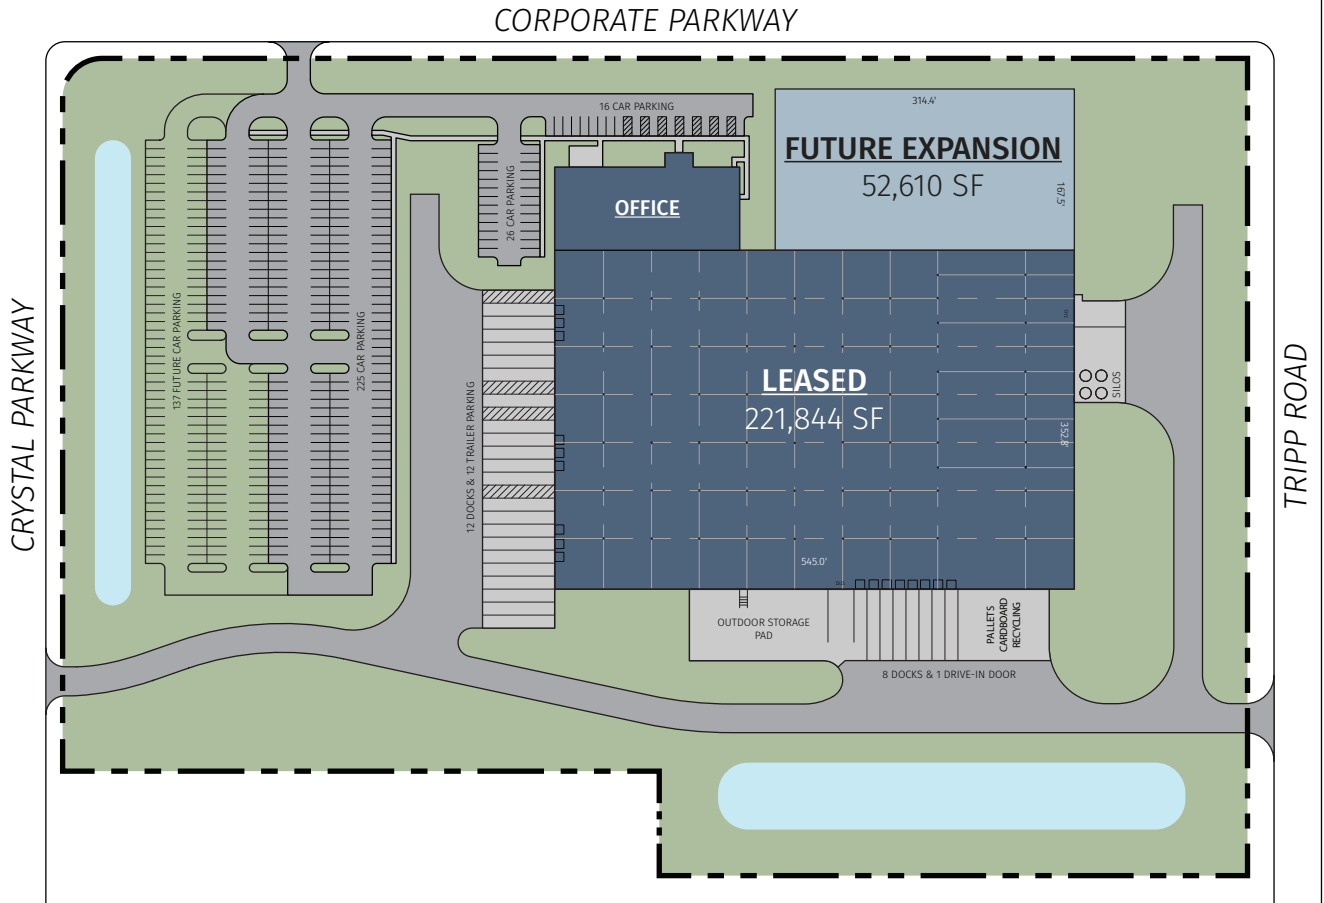 CORPORATE PARKWAY
16 CAR PARKING
314.4'
FUTURE EXPANSION
52,610 SF
167.5'
26 CAR PARKING
OFFICE
CRYSTAL PARKWAY
137 FUTURE CAR PARKING
225 CAR PARKING
12 DOCKS & 12 TRAILER PARKING
LEASED
221,844 SF
352.8'
SILOS
TRIPP ROAD
545.0'
OUTDOOR STORAGE
PAD
PALLETS
CARDBOARD
RECYCLING
8 DOCKS & 1 DRIVE-IN DOOR